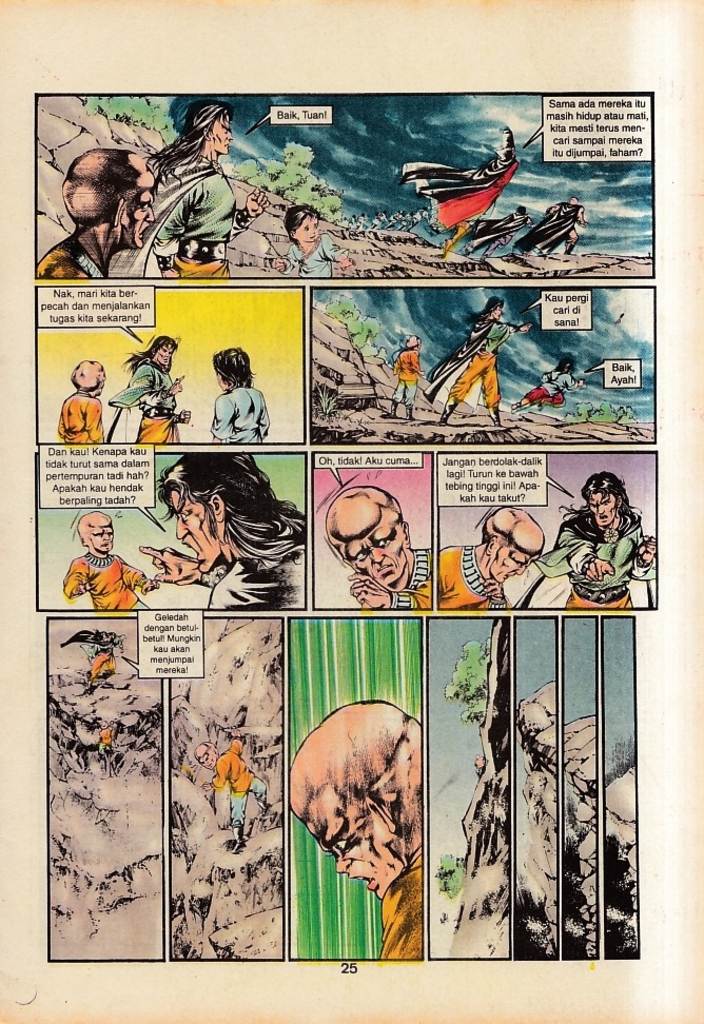 Baik, Tuan!
Sama ada mereka itu
masih hidup atau mati,
kita mesti terus men-
cari sampai mereka
itu dijumpai, faham?
Nak, mari kita ber-
pecah dan menjalankan
tugas kita sekarang!
Kau pergi
cari di
sana!
Baik,
Ayah!
Dan kau! Kenapa kau
tidak turut sama dalam
pertempuran tadi hah?
Apakah kau hendak
berpaling tadah?
Oh, tidak! Aku cuma...
Jangan berdolak-dalik
lagi! Turun ke bawah
tebing tinggi ini! Apa-
kah kau takut?
Geledah
dengan betul-
betul! Mungkin
kau akan
menjumpai
mereka!
25